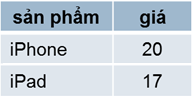 sản phẩm giá
iPhone 20
iPad 17